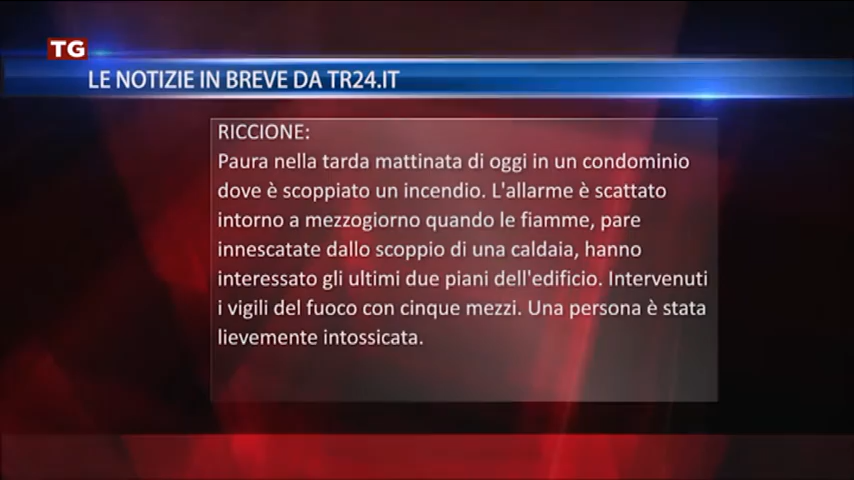 TG
LE NOTIZIE IN BREVE DA TR24.IT
RICCIONE:
Paura nella tarda mattinata di oggi in un condominio
dove è scoppiato un incendio. L'allarme è scattato
intorno a mezzogiorno quando le fiamme, pare
innescatate dallo scoppio di una caldaia, hanno
interessato gli ultimi due piani dell'edificio. Intervenuti
i vigili del fuoco con cinque mezzi. Una persona è stata
lievemente intossicata.